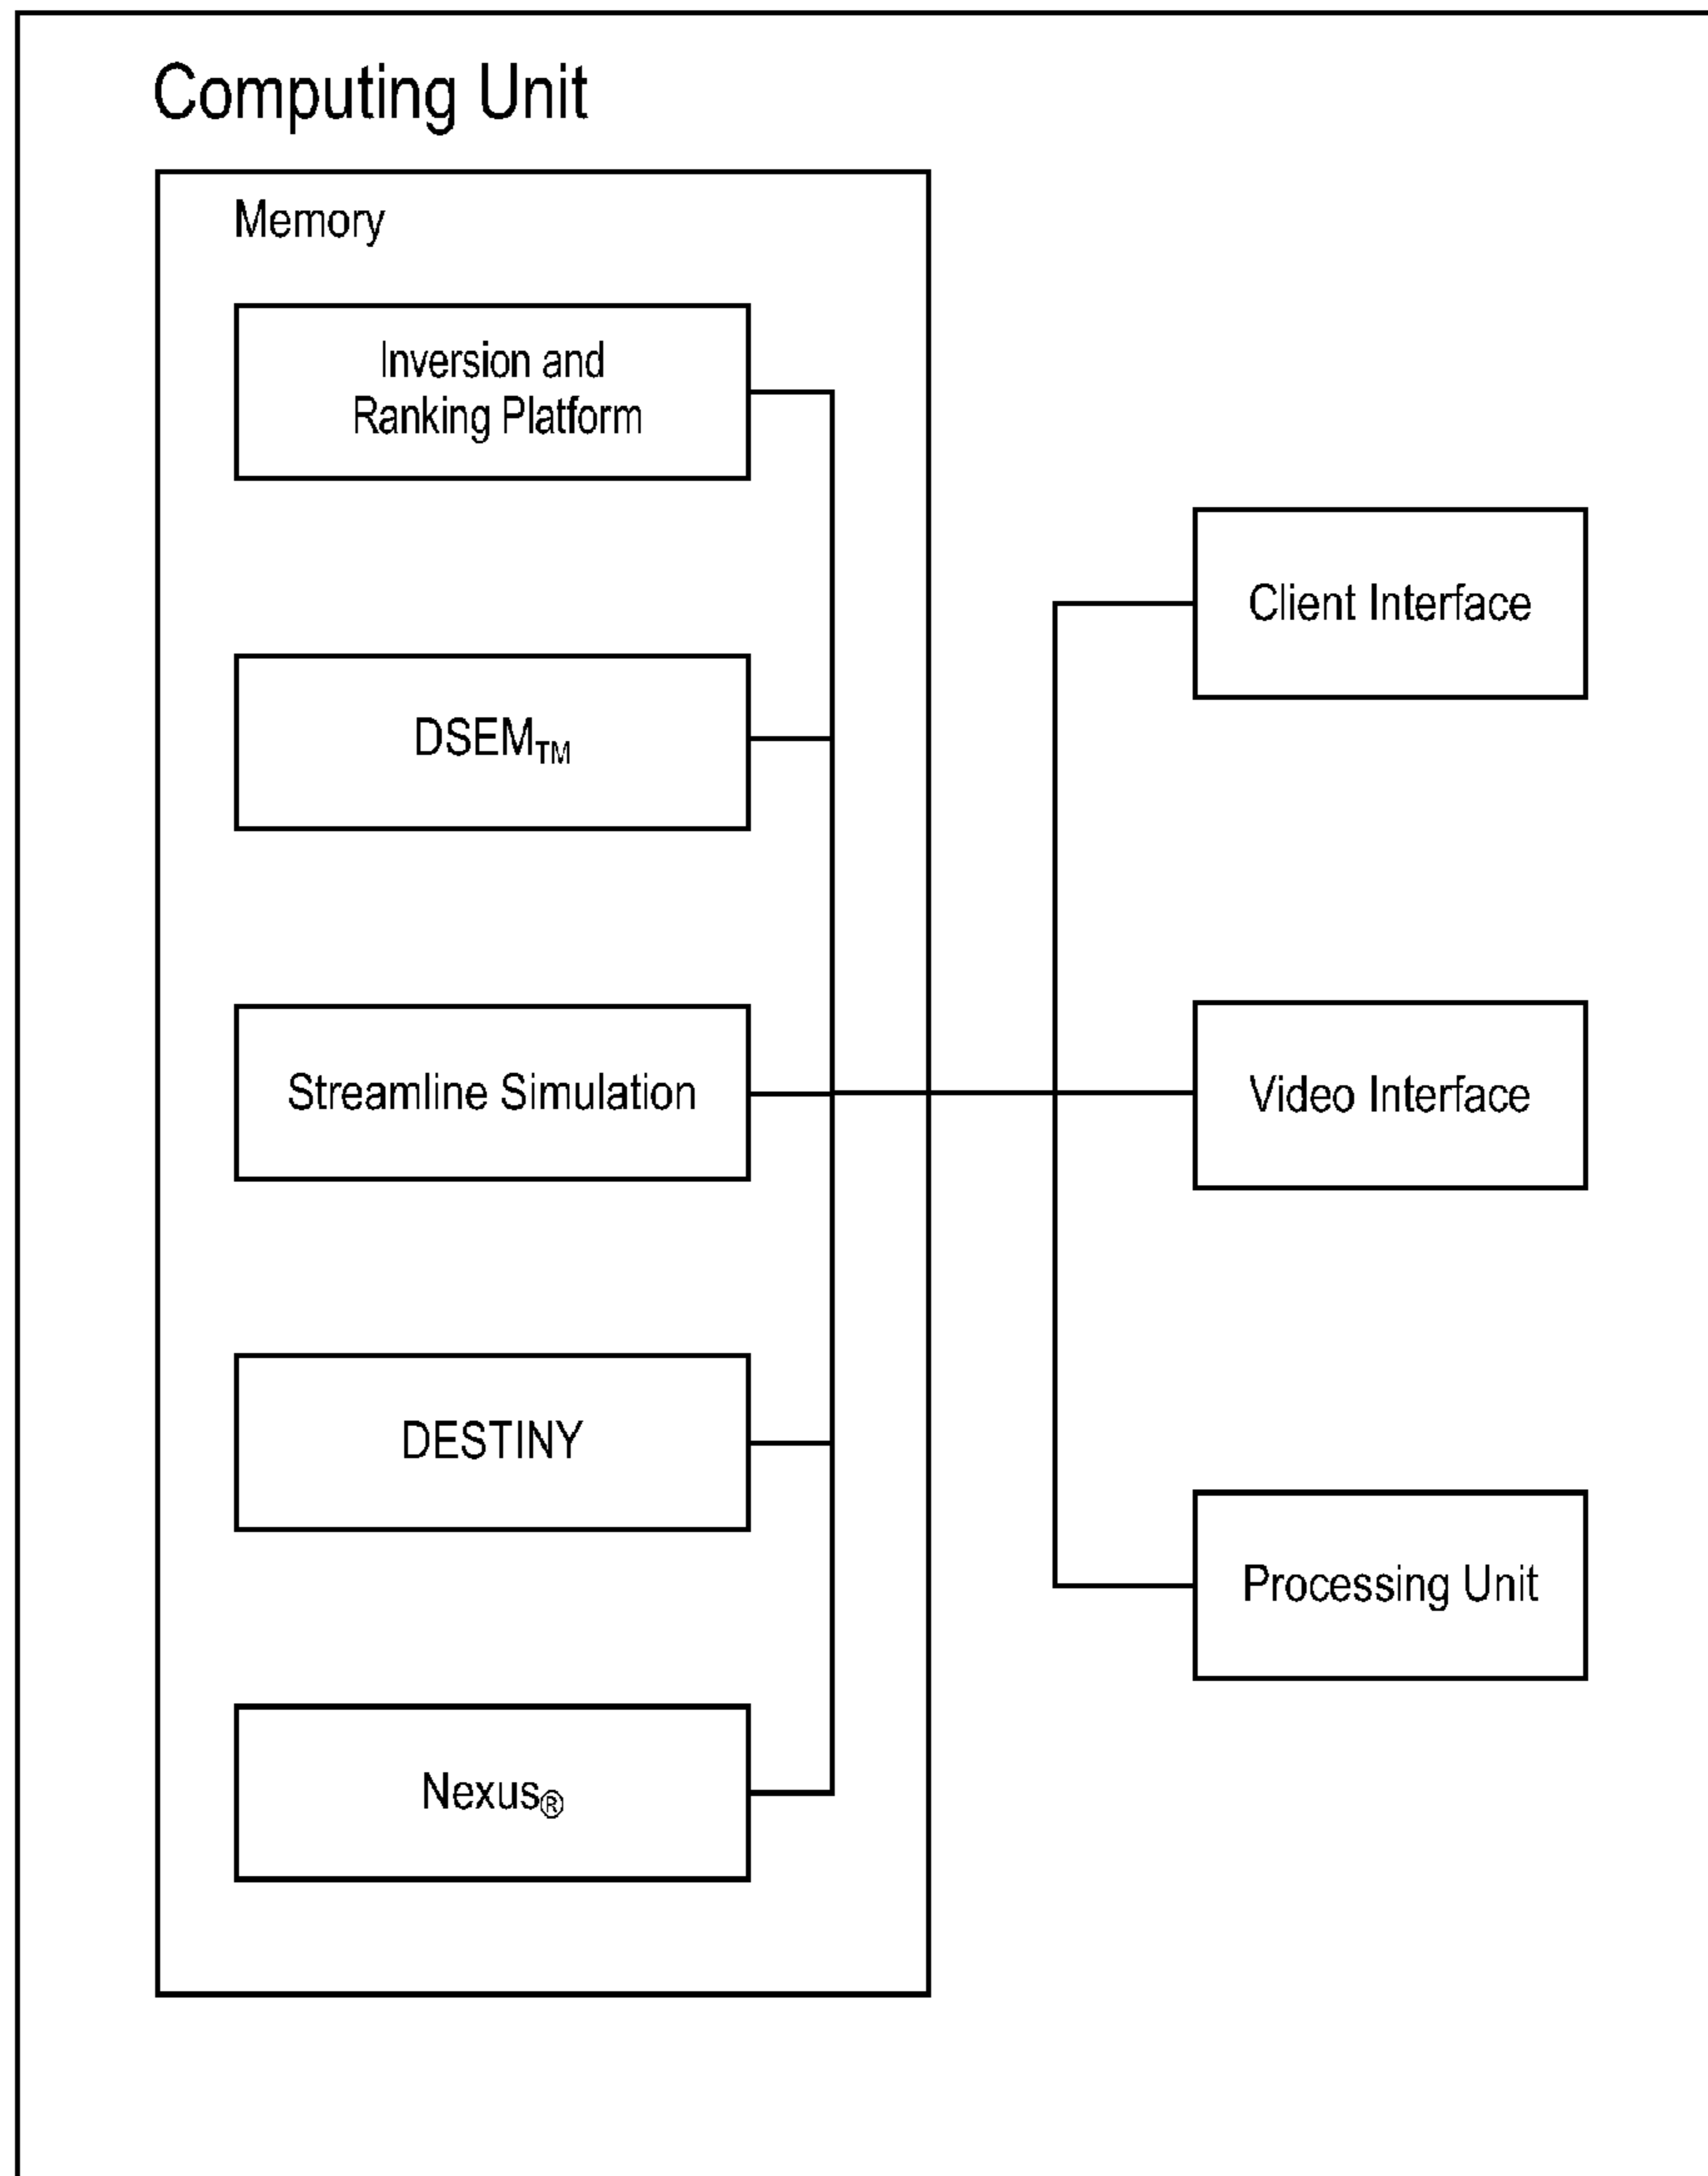 Computing Unit
Memory
Inversion and
Ranking Platform
DSEM™
Streamline Simulation
DESTINY
Nexus®
Client Interface
Video Interface
Processing Unit